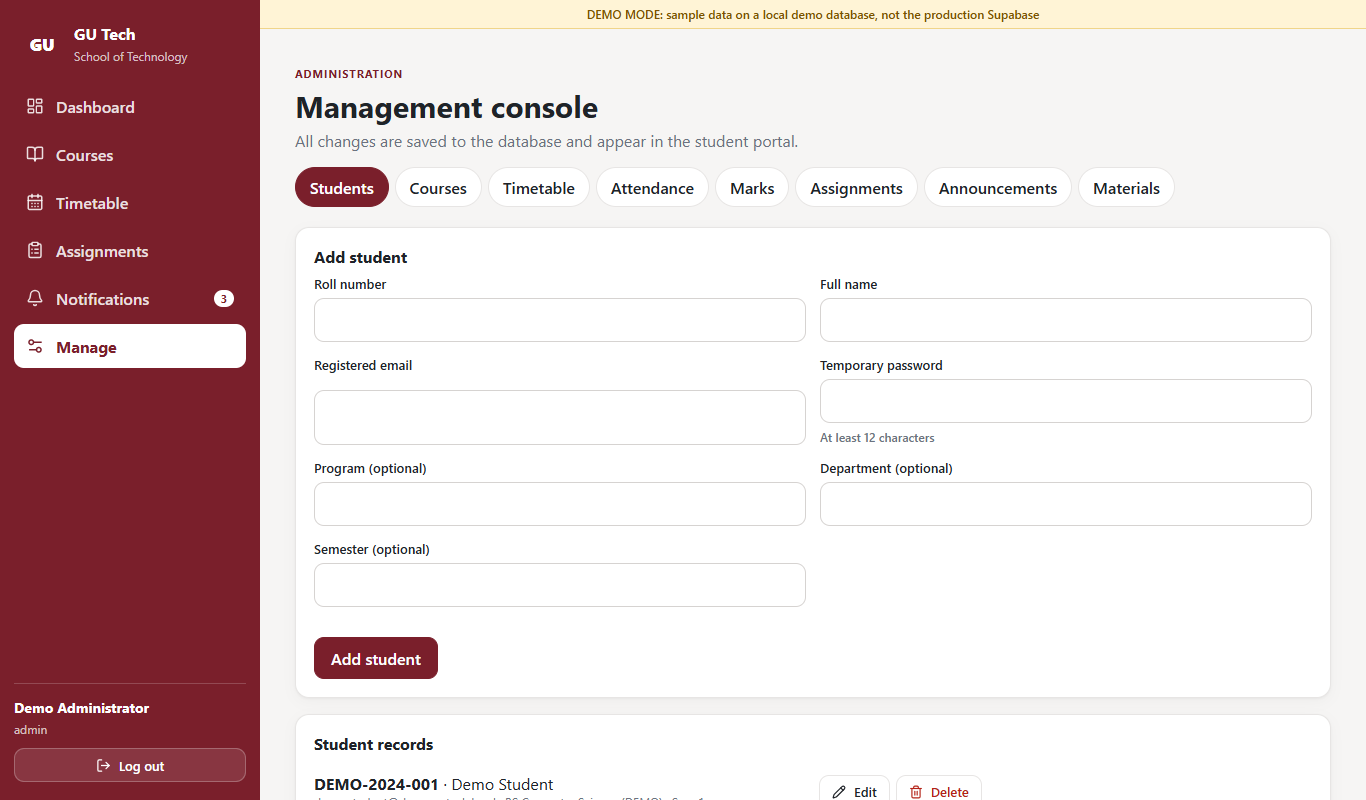 DEMO MODE: sample data on a local demo database, not the production Supabase
GU
GU Tech
School of Technology
Dashboard
Courses
Timetable
Assignments
Notifications
3
Manage
Demo Administrator
admin
Log out
ADMINISTRATION
Management console
All changes are saved to the database and appear in the student portal.
Students
Courses
Timetable
Attendance
Marks
Assignments
Announcements
Materials
Add student
Roll number
Full name
Registered email
Temporary password
At least 12 characters
Program (optional)
Department (optional)
Semester (optional)
Add student
Student records
DEMO-2024-001 · Demo Student
Edit
Delete